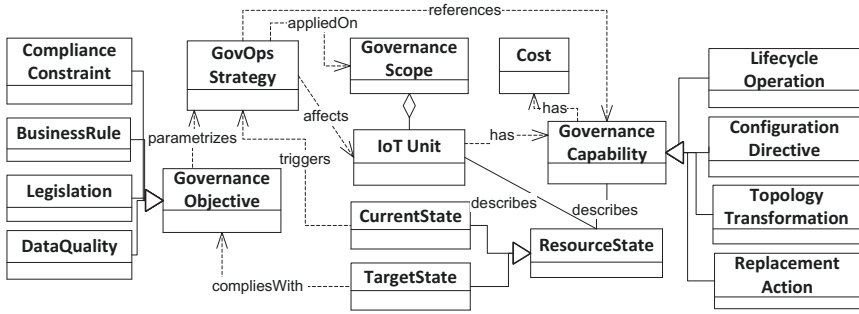 references
appliedOn
Compliance
Constraint
GovOps
Strategy
Governance
Scope
Cost
Lifecycle
Operation
BusinessRule
parametrizes
affects
has
IoT Unit
has
Governance
Capability
Configuration
Directive
triggers
Legislation
Governance
Objective
Topology
Transformation
describes
describes
CurrentState
DataQuality
ResourceState
compliesWith
TargetState
Replacement
Action